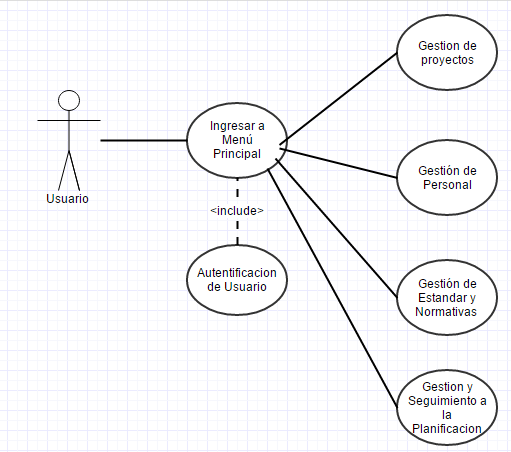 Gestion de
proyectos
Ingresar a
Menú
Principal
Gestión de
Personal
Usuario
<include>
Autentificacion
de Usuario
Gestión de
Estandar y
Normativas
Gestion y
Seguimiento a
la
Planificacion